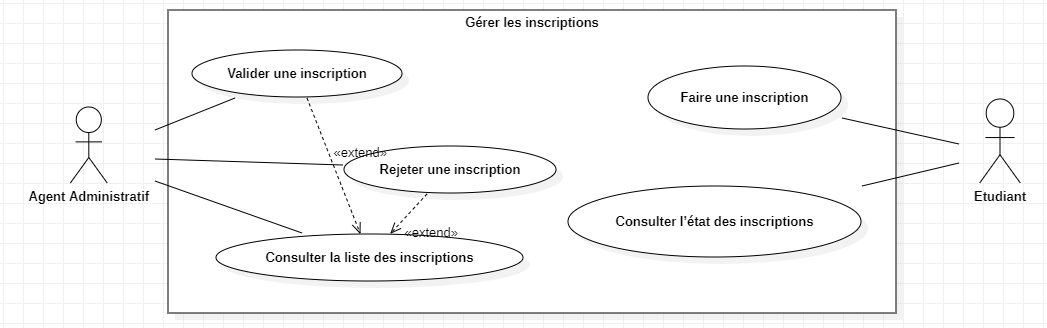 Gérer les inscriptions
Valider une inscription
Faire une inscription
«extend»
Rejeter une inscription
Agent Administratif
Etudiant
Consulter l'état des inscriptions
«extend»
Consulter la liste des inscriptions